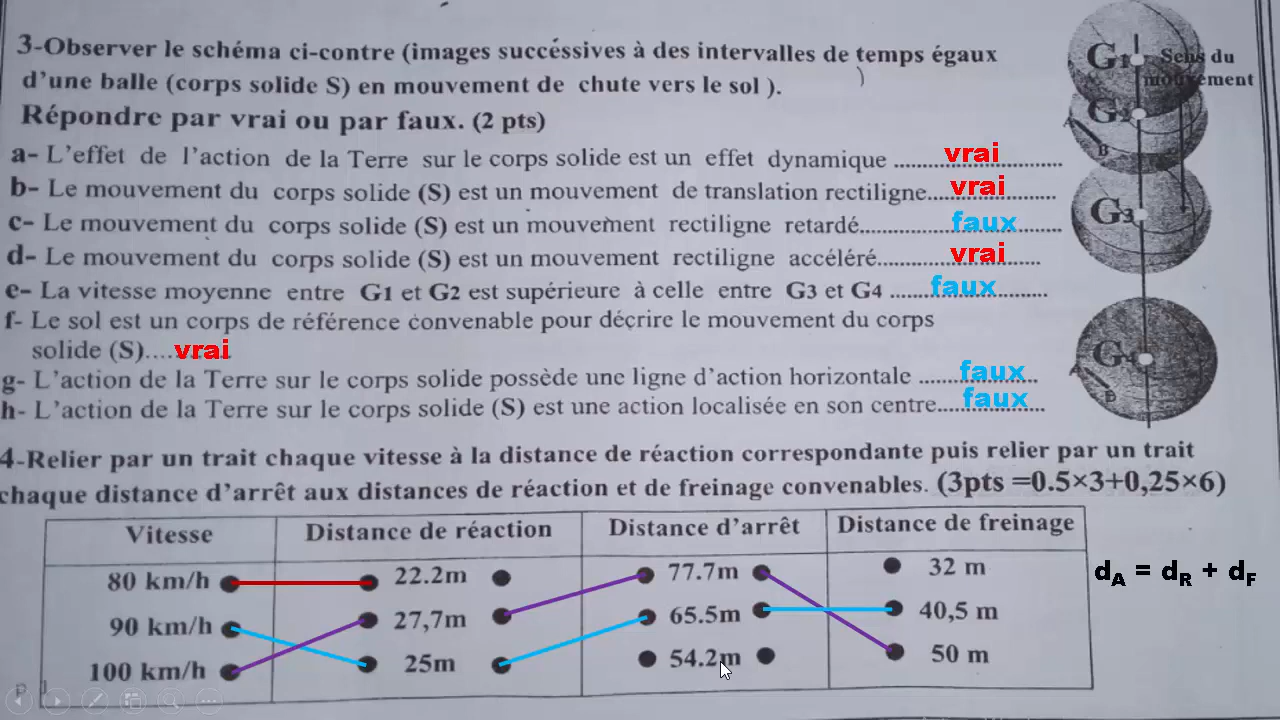 3-Observer le schéma ci-contre (images succéssives à des intervalles de temps égaux
d'une balle (corps solide S) en mouvement de chute vers le sol ).
Répondre par vrai ou par faux. (2 pts)
a- L'effet de l'action de la Terre sur le corps solide est un effet dynamique ........................ vrai
b- Le mouvement du corps solide (S) est un mouvement de translation rectiligne.................. vrai
c- Le mouvement du corps solide (S) est un mouvement rectiligne retardé.......................... faux
d- Le mouvement du corps solide (S) est un mouvement rectiligne accéléré........................ vrai
e- La vitesse moyenne entre G1 et G2 est supérieure à celle entre G3 et G4 ........................ faux
f- Le sol est un corps de référence convenable pour décrire le mouvement du corps
solide (S).... vrai
g- L'action de la Terre sur le corps solide possède une ligne d'action horizontale .................. faux
h- L'action de la Terre sur le corps solide (S) est une action localisée en son centre................ faux
G1
Sens du
mouvement
G2
A
B
G3
G4
A
B
4-Relier par un trait chaque vitesse à la distance de réaction correspondante puis relier par un trait
chaque distance d'arrêt aux distances de réaction et de freinage convenables. (3pts =0.5×3+0,25×6)
Vitesse Distance de réaction Distance d'arrêt Distance de freinage
80 km/h 22.2m 77.7m 32 m
90 km/h 27,7m 65.5m 40,5 m
100 km/h 25m 54.2m 50 m
dA = dR + dF